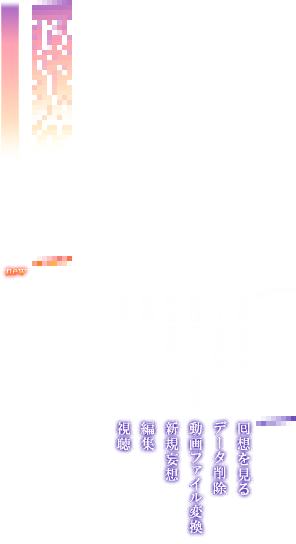 new
回想を見る
データ削除
動画ファイル変換
新規妄想
編集
視聴